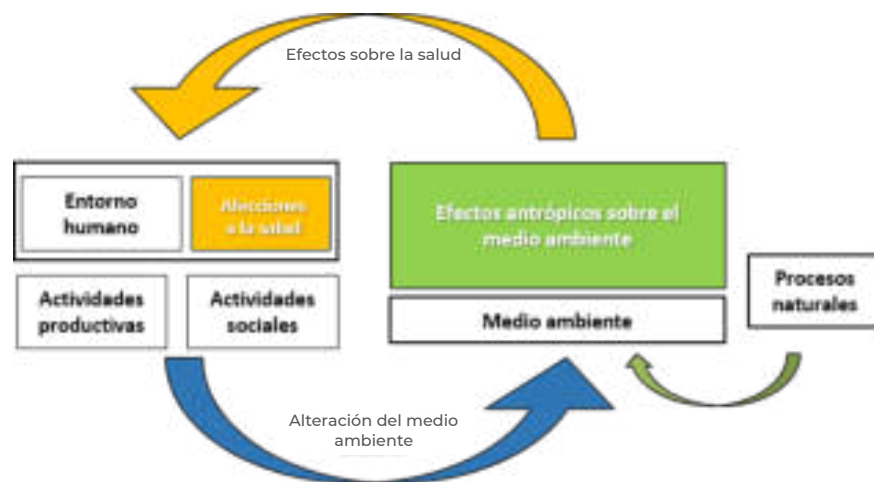 Efectos sobre la salud
Entorno
humano
Afecciones
a la salud
Efectos antrópicos sobre el
medio ambiente
Procesos
naturales
Actividades
productivas
Actividades
sociales
Medio ambiente
Alteración del medio
ambiente